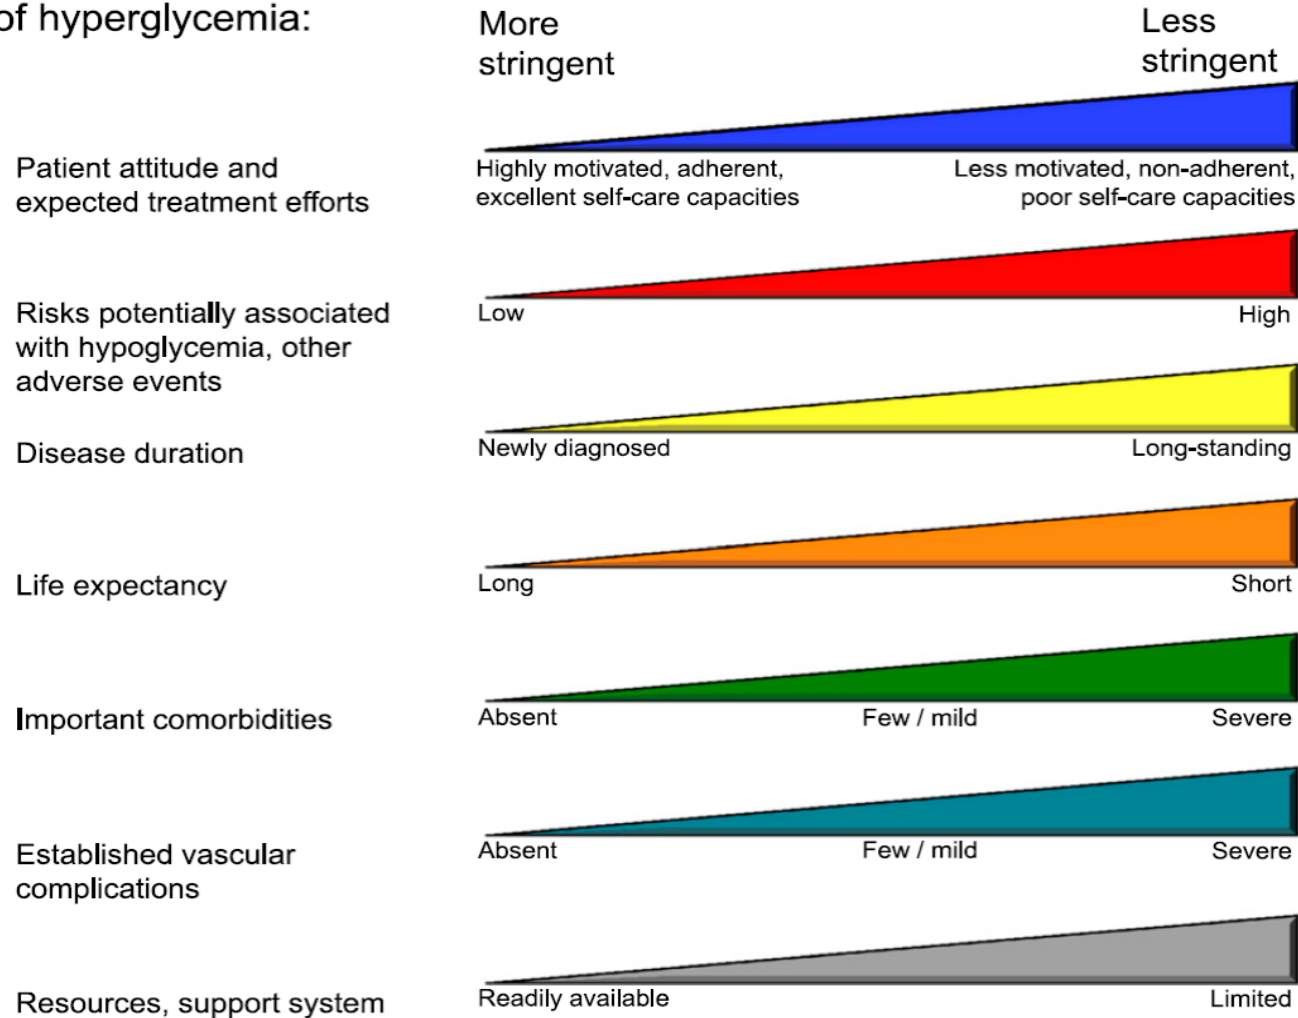 of hyperglycemia:
More
stringent
Less
stringent
Patient attitude and
expected treatment efforts
Highly motivated, adherent,
excellent self-care capacities
Less motivated, non-adherent,
poor self-care capacities
Risks potentially associated
with hypoglycemia, other
adverse events
Low
High
Disease duration
Newly diagnosed
Long-standing
Life expectancy
Long
Short
Important comorbidities
Absent
Few / mild
Severe
Established vascular
complications
Absent
Few / mild
Severe
Resources, support system
Readily available
Limited